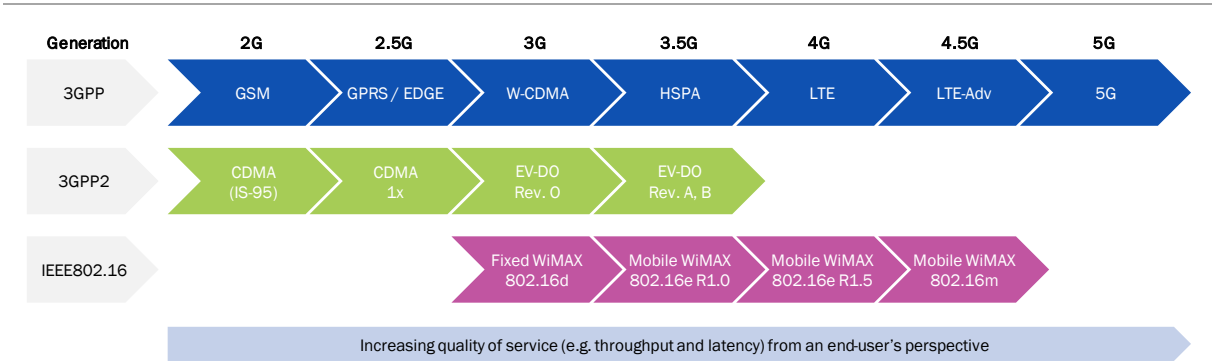 Generation 2G 2.5G 3G 3.5G 4G 4.5G 5G
3GPP GSM GPRS / EDGE W-CDMA HSPA LTE LTE-Adv 5G
3GPP2
CDMA
(IS-95)
CDMA
1x
EV-DO
Rev. 0
EV-DO
Rev. A, B
IEEE802.16
Fixed WiMAX
802.16d
Mobile WiMAX
802.16e R1.0
Mobile WiMAX
802.16e R1.5
Mobile WiMAX
802.16m
Increasing quality of service (e.g. throughput and latency) from an end-user's perspective